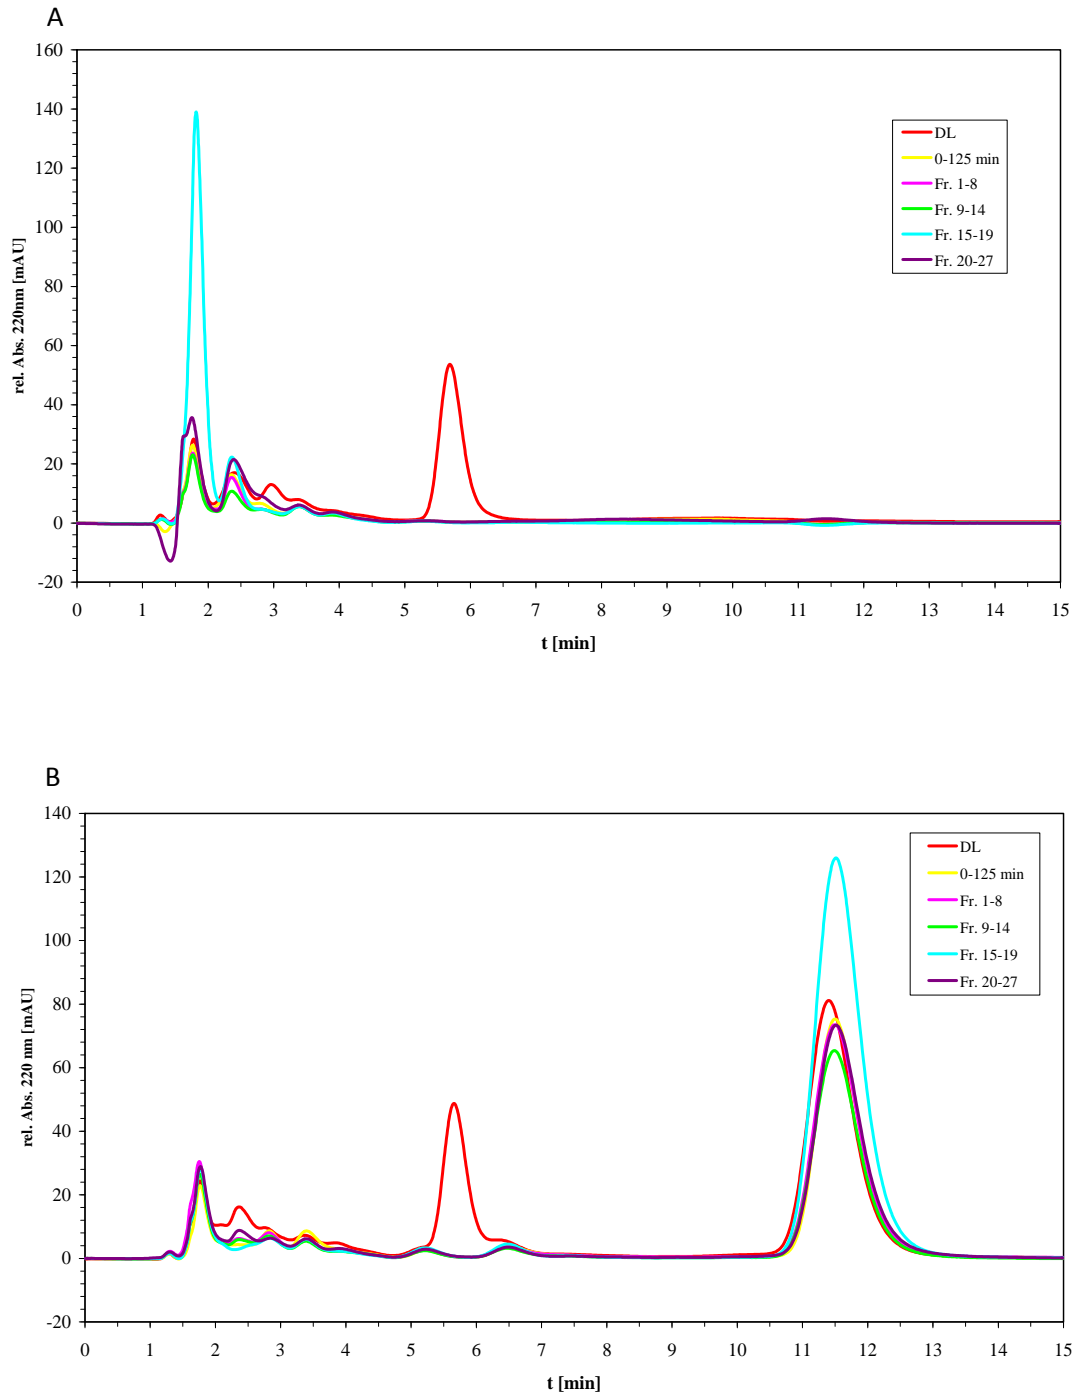 A
160
140
120
100
80
60
40
20
0
-20
rel. Abs. 220nm [mAU]
DL
0-125 min
Fr. 1-8
Fr. 9-14
Fr. 15-19
Fr. 20-27
0 1 2 3 4 5 6 7 8 9 10 11 12 13 14 15
t [min]
B
140
120
100
80
60
40
20
0
-20
rel. Abs. 220 nm [mAU]
DL
0-125 min
Fr. 1-8
Fr. 9-14
Fr. 15-19
Fr. 20-27
0 1 2 3 4 5 6 7 8 9 10 11 12 13 14 15
t [min]